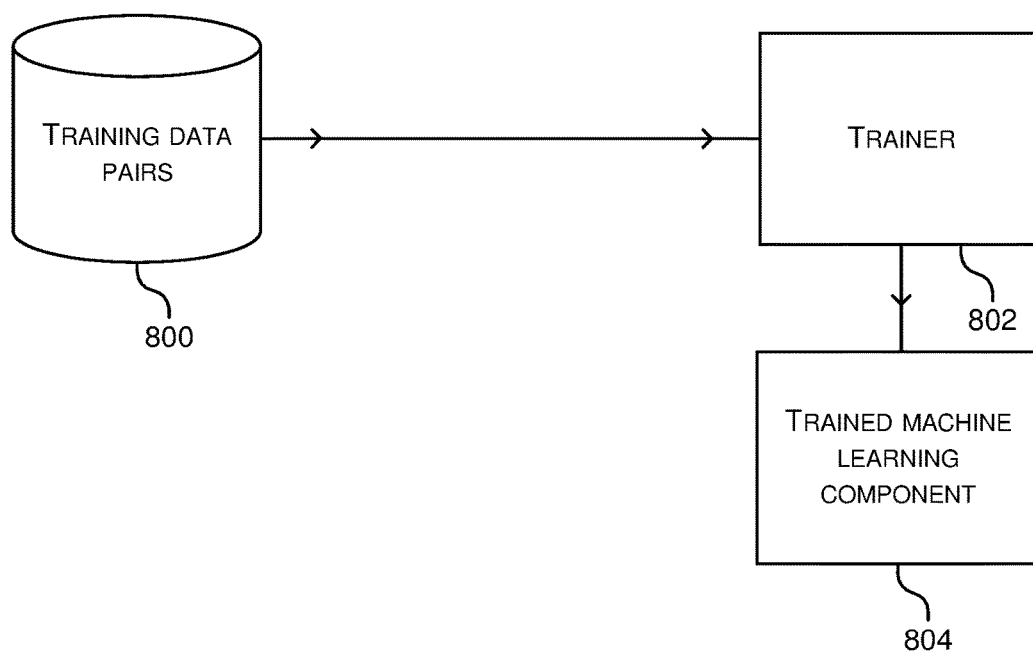 TRAINING DATA
PAIRS
TRAINER
800
802
TRAINED MACHINE
LEARNING
COMPONENT
804